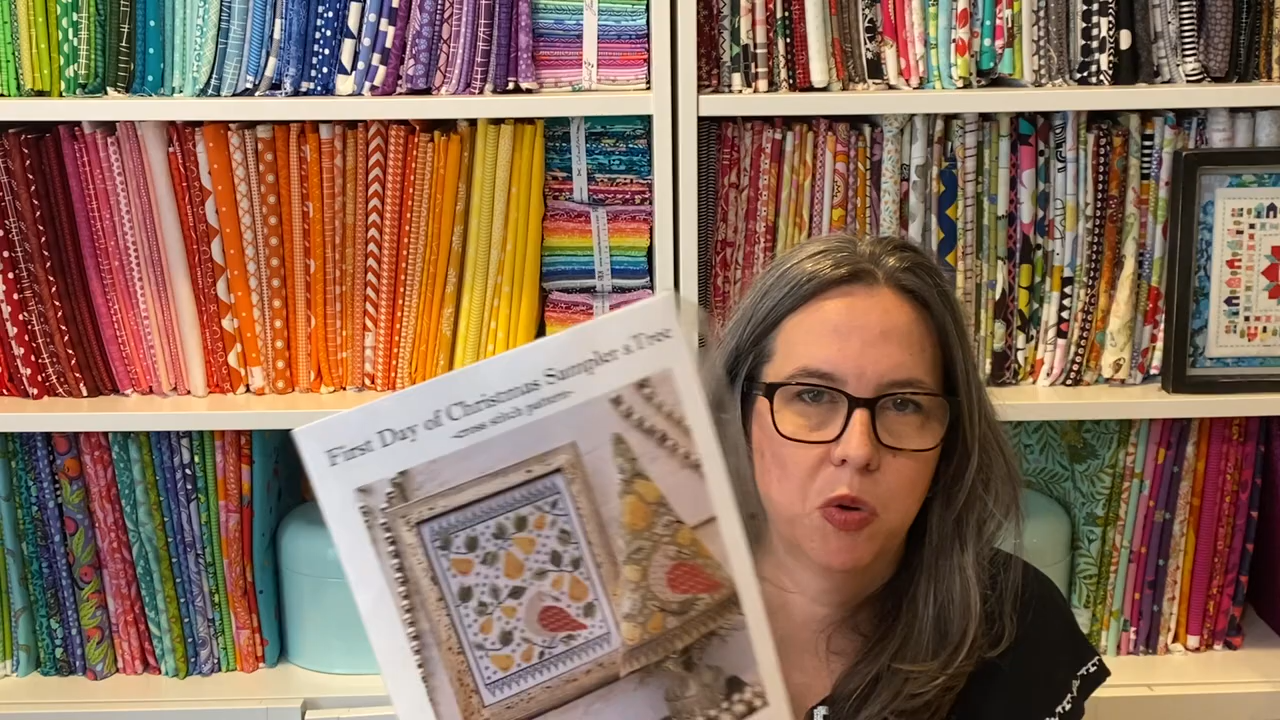 First Day of Christmas Sampler & Tree
-cross stitch pattern-